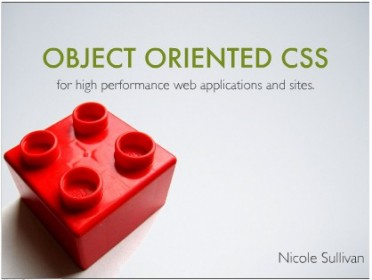 OBJECT ORIENTED CSS
for high performance web applications and sites.
Nicole Sullivan